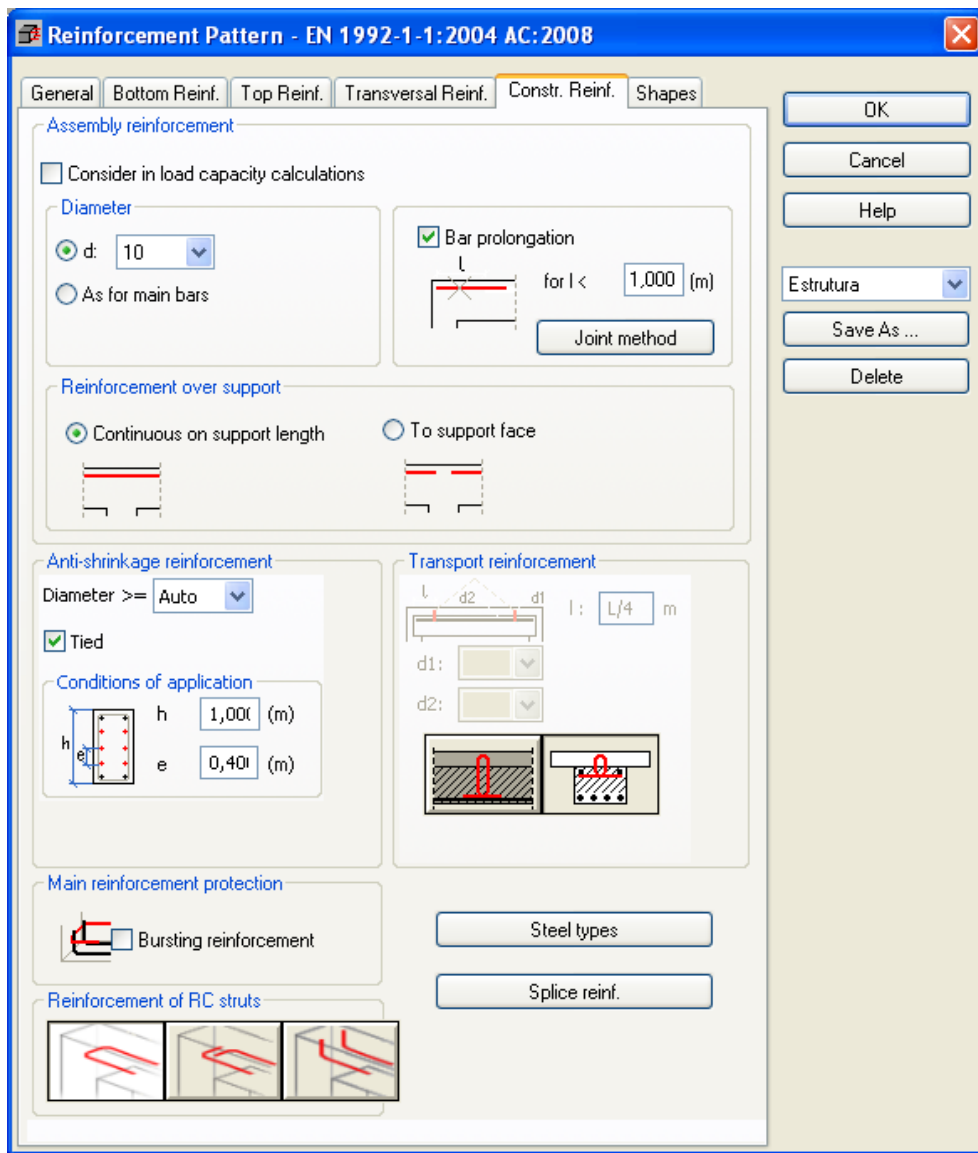 Reinforcement Pattern - EN 1992-1-1:2004 AC:2008
General Bottom Reinf. Top Reinf. Transversal Reinf. Constr. Reinf. Shapes
OK
Cancel
Help
Estrutura
Save As ...
Delete
Assembly reinforcement
Consider in load capacity calculations
Diameter
d: 10
As for main bars
Bar prolongation
l
for l < 1,000 (m)
Joint method
Reinforcement over support
Continuous on support length
To support face
Anti-shrinkage reinforcement
Diameter >= Auto
Tied
Conditions of application
h
e
h 1,00( (m)
e 0,40( (m)
Transport reinforcement
l d2 d1
l : L/4 m
d1:
d2:
Main reinforcement protection
Bursting reinforcement
Steel types
Splice reinf.
Reinforcement of RC struts